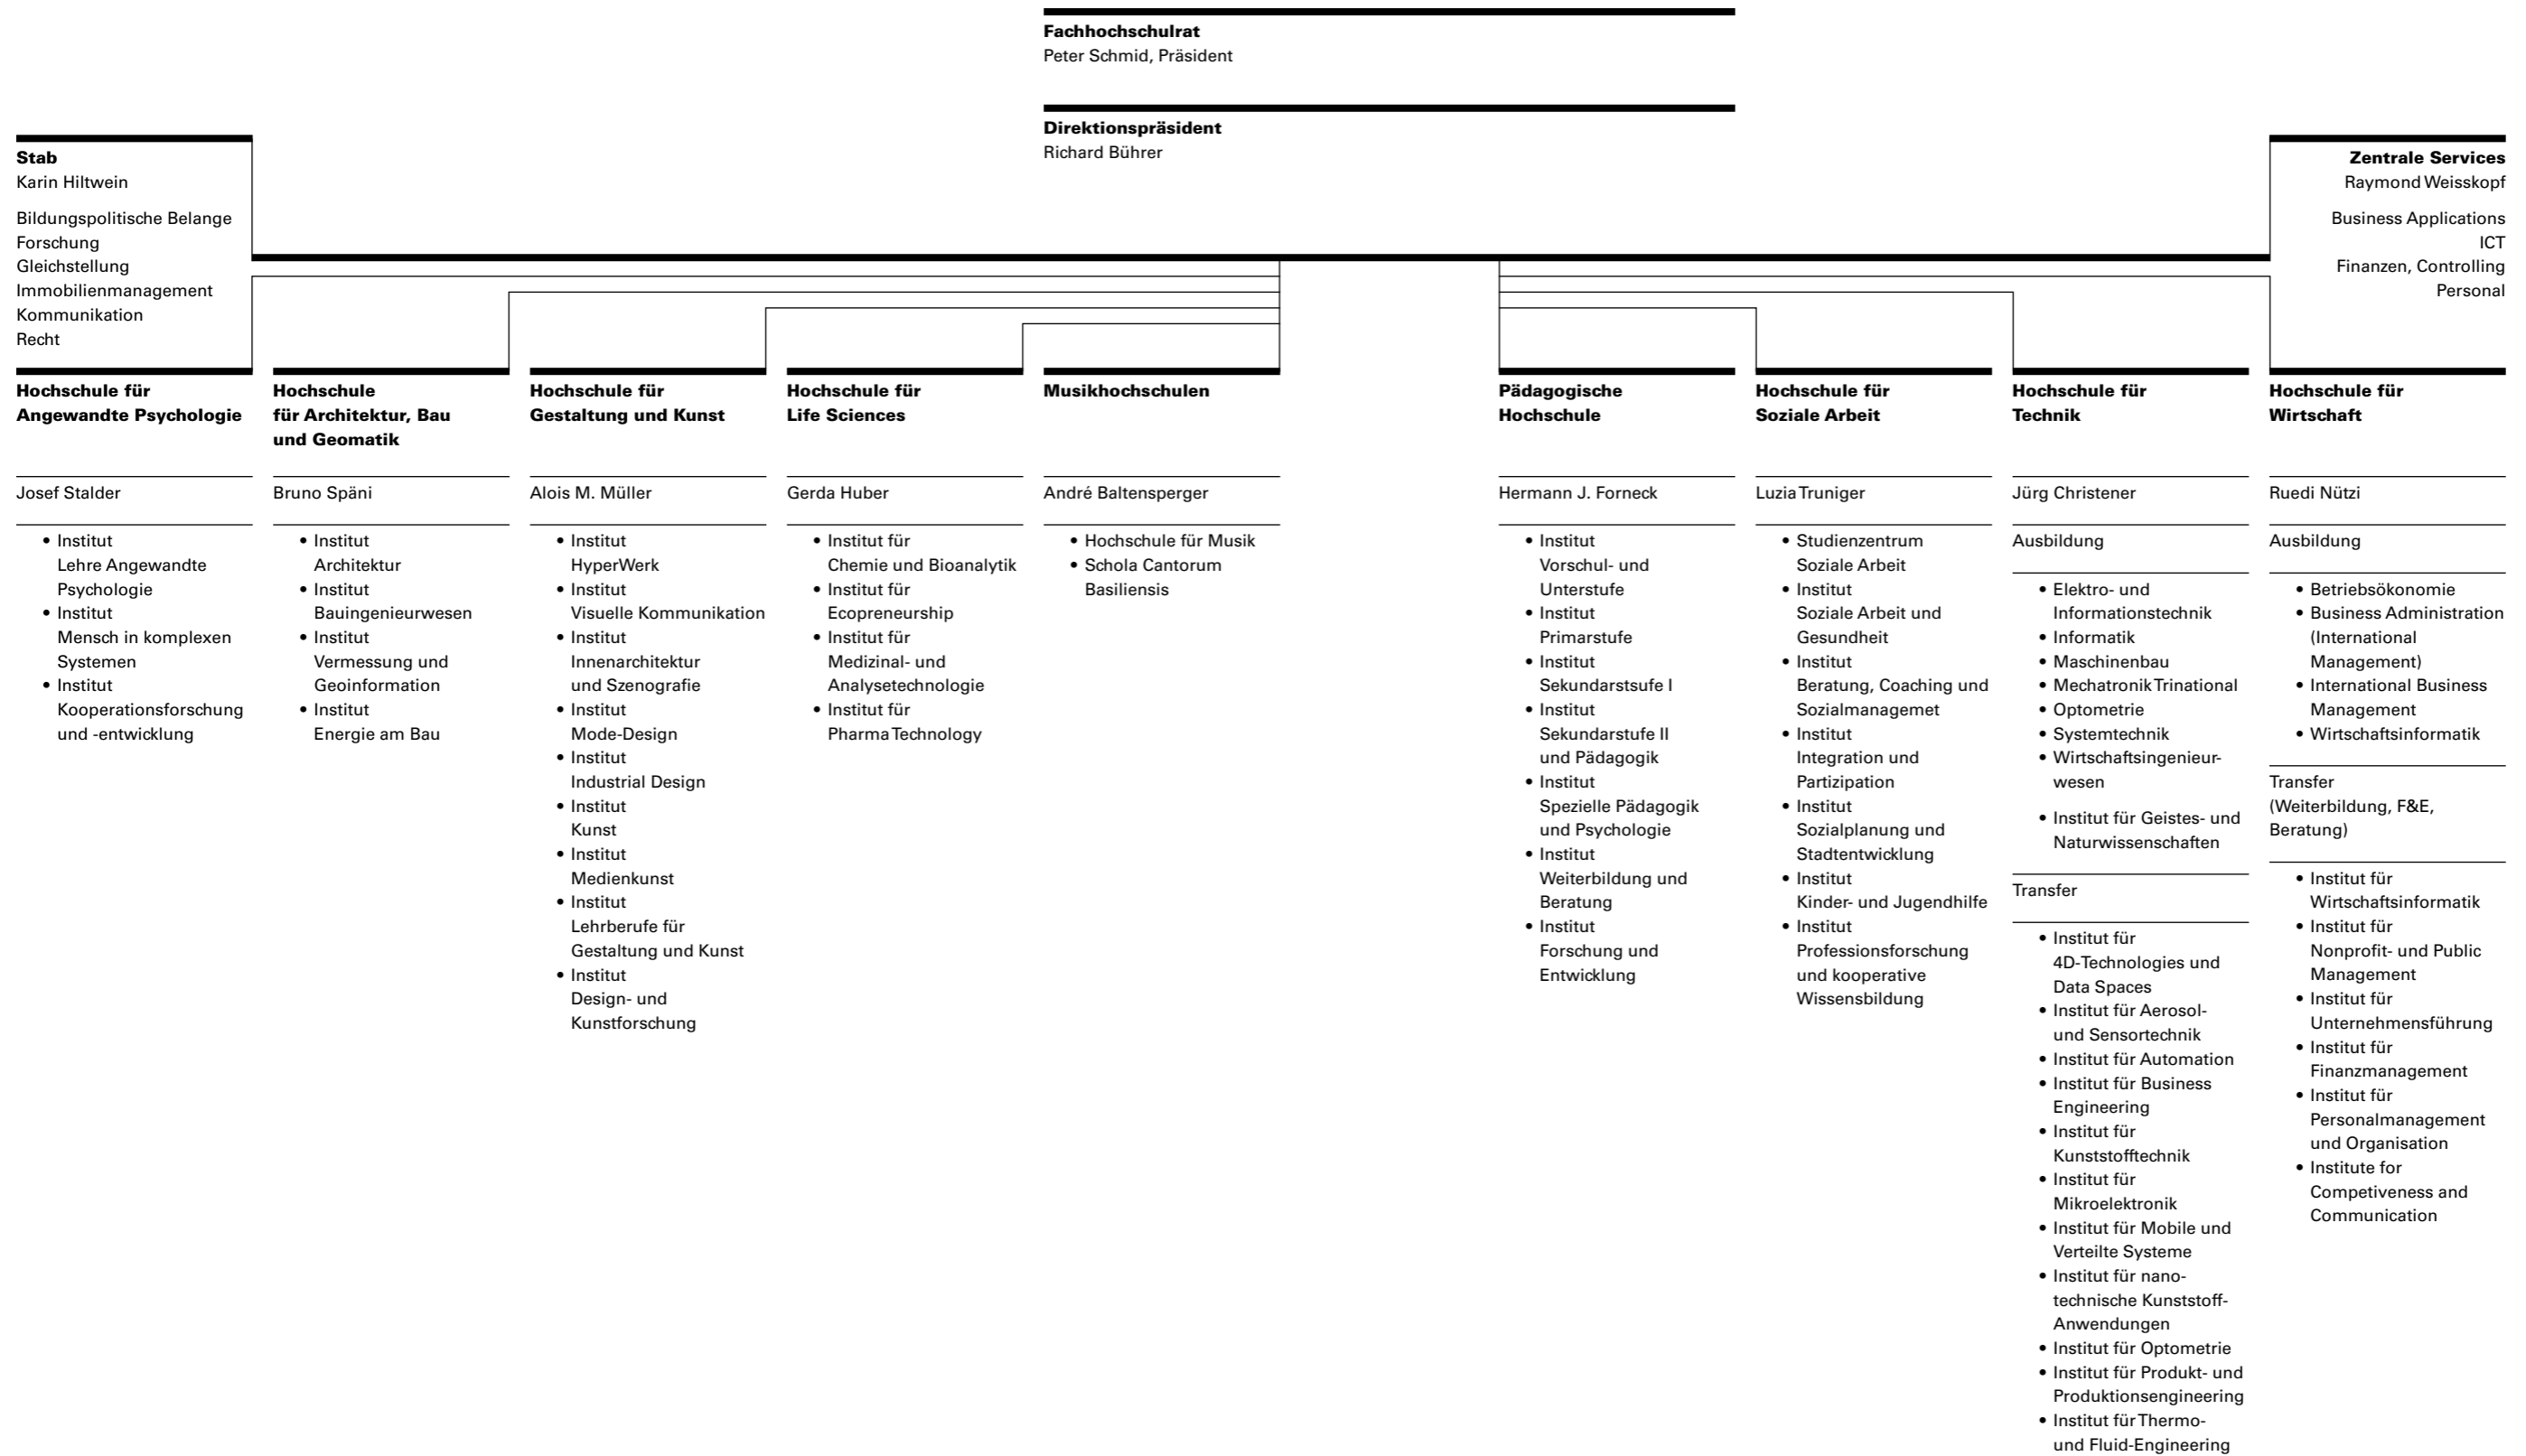 Fachhochschulrat
Peter Schmid, Präsident
Direktionspräsident
Richard Bührer
Stab
Karin Hiltwein
Bildungspolitische Belange
Forschung
Gleichstellung
Immobilienmanagement
Kommunikation
Recht
Zentrale Services
Raymond Weisskopf
Business Applications
ICT
Finanzen, Controlling
Personal
Hochschule für
Angewandte Psychologie
Josef Stalder
• Institut
Lehre Angewandte
Psychologie
• Institut
Mensch in komplexen
Systemen
• Institut
Kooperationsforschung
und -entwicklung
Hochschule
für Architektur, Bau
und Geomatik
Bruno Späni
• Institut
Architektur
• Institut
Bauingenieurwesen
• Institut
Vermessung und
Geoinformation
• Institut
Energie am Bau
Hochschule für
Gestaltung und Kunst
Alois M. Müller
• Institut
HyperWerk
• Institut
Visuelle Kommunikation
• Institut
Innenarchitektur
und Szenografie
• Institut
Mode-Design
• Institut
Industrial Design
• Institut
Kunst
• Institut
Medienkunst
• Institut
Lehrberufe für
Gestaltung und Kunst
• Institut
Design- und
Kunstforschung
Hochschule für
Life Sciences
Gerda Huber
• Institut für
Chemie und Bioanalytik
• Institut für
Ecopreneurship
• Institut für
Medizinal- und
Analysetechnologie
• Institut für
Pharma Technology
Musikhochschulen
André Baltensperger
• Hochschule für Musik
• Schola Cantorum
Basiliensis
Pädagogische
Hochschule
Hermann J. Forneck
• Institut
Vorschul- und
Unterstufe
• Institut
Primarstufe
• Institut
Sekundarstsufe I
• Institut
Sekundarstufe II
und Pädagogik
• Institut
Spezielle Pädagogik
und Psychologie
• Institut
Weiterbildung und
Beratung
• Institut
Forschung und
Entwicklung
Hochschule für
Soziale Arbeit
Luzia Truniger
• Studienzentrum
Soziale Arbeit
• Institut
Soziale Arbeit und
Gesundheit
• Institut
Beratung, Coaching und
Sozialmanagemet
• Institut
Integration und
Partizipation
• Institut
Sozialplanung und
Stadtentwicklung
• Institut
Kinder- und Jugendhilfe
• Institut
Professionsforschung
und kooperative
Wissensbildung
Hochschule für
Technik
Jürg Christener
Ausbildung
• Elektro- und
Informationstechnik
• Informatik
• Maschinenbau
• Mechatronik Trinational
• Optometrie
• Systemtechnik
• Wirtschaftsingenieur-
wesen
• Institut für Geistes- und
Naturwissenschaften
Transfer
• Institut für
4D-Technologies und
Data Spaces
• Institut für Aerosol-
und Sensortechnik
• Institut für Automation
• Institut für Business
Engineering
• Institut für
Kunststofftechnik
• Institut für
Mikroelektronik
• Institut für Mobile und
Verteilte Systeme
• Institut für nano-
technische Kunststoff-
Anwendungen
• Institut für Optometrie
• Institut für Produkt- und
Produktionsengineering
• Institut für Thermo-
und Fluid-Engineering
Hochschule für
Wirtschaft
Ruedi Nützi
Ausbildung
• Betriebsökonomie
• Business Administration
(International
Management)
• International Business
Management
• Wirtschaftsinformatik
Transfer
(Weiterbildung, F&E,
Beratung)
• Institut für
Wirtschaftsinformatik
• Institut für
Nonprofit- und Public
Management
• Institut für
Unternehmensführung
• Institut für
Finanzmanagement
• Institut für
Personalmanagement
und Organisation
• Institute for
Competiveness and
Communication